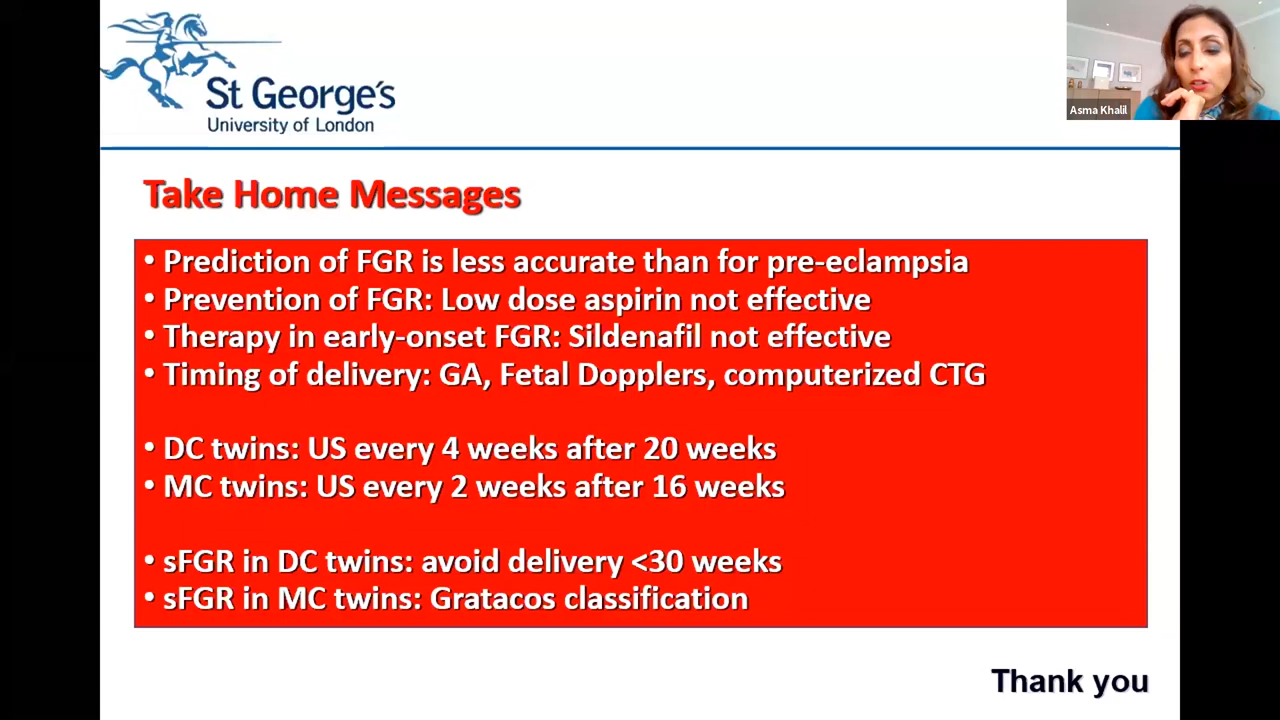 St George's
University of London
Asma Khalil
Take Home Messages
• Prediction of FGR is less accurate than for pre-eclampsia
• Prevention of FGR: Low dose aspirin not effective
• Therapy in early-onset FGR: Sildenafil not effective
• Timing of delivery: GA, Fetal Dopplers, computerized CTG
• DC twins: US every 4 weeks after 20 weeks
• MC twins: US every 2 weeks after 16 weeks
• sFGR in DC twins: avoid delivery <30 weeks
• sFGR in MC twins: Gratacos classification
Thank you